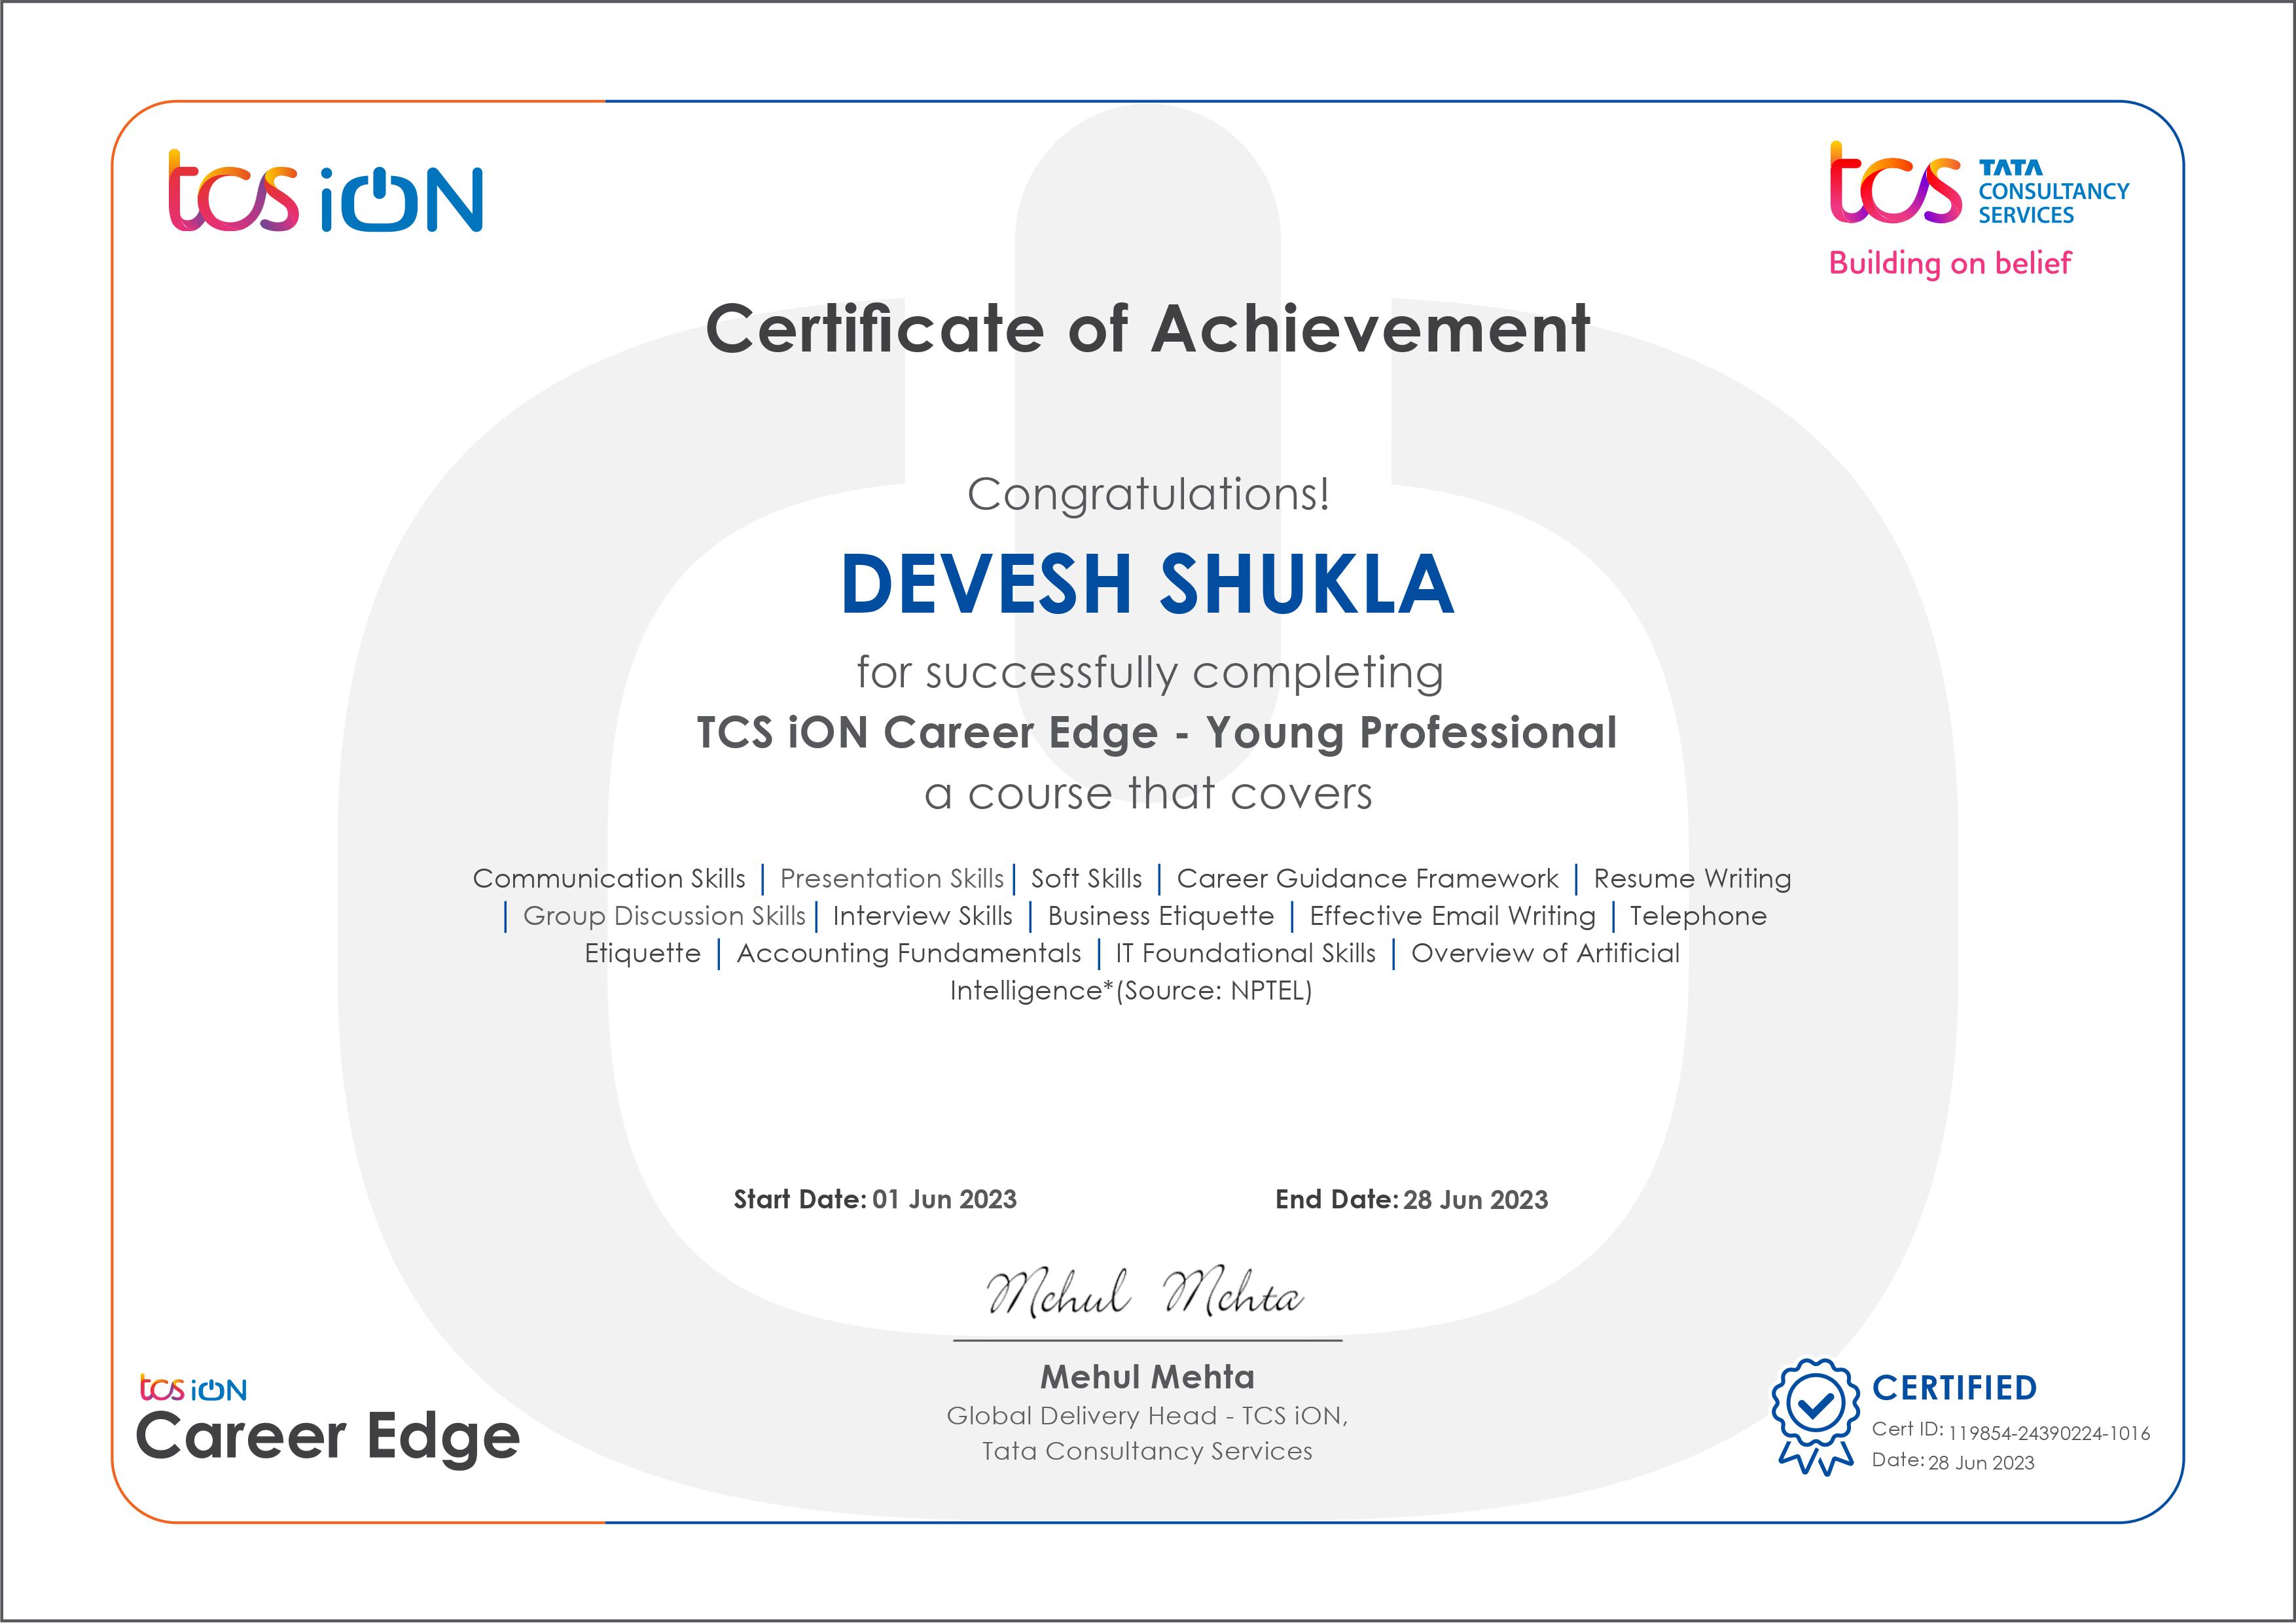 tcs iON
tcs TATA
CONSULTANCY
SERVICES
Building on belief
Certificate of Achievement
Congratulations!
DEVESH SHUKLA
for successfully completing
TCS iON Career Edge - Young Professional
a course that covers
Communication Skills | Presentation Skills | Soft Skills | Career Guidance Framework | Resume Writing
| Group Discussion Skills | Interview Skills | Business Etiquette | Effective Email Writing | Telephone
Etiquette | Accounting Fundamentals | IT Foundational Skills | Overview of Artificial
Intelligence*(Source: NPTEL)
Start Date: 01 Jun 2023 End Date: 28 Jun 2023
Mehul Mehta
Mehul Mehta
Global Delivery Head - TCS iON,
Tata Consultancy Services
tcs iON
Career Edge
CERTIFIED
Cert ID: 119854-24390224-1016
Date: 28 Jun 2023